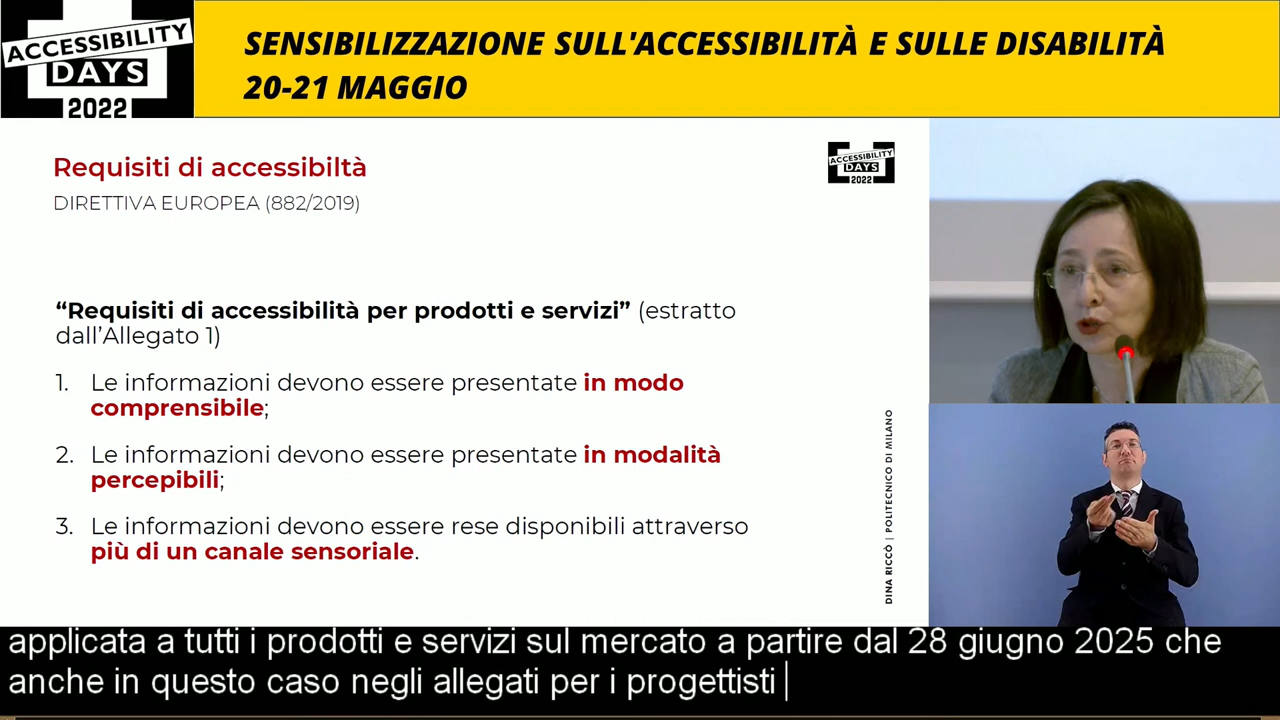 ACCESSIBILITY
DAYS
2022
SENSIBILIZZAZIONE SULL'ACCESSIBILITÀ E SULLE DISABILITÀ
20-21 MAGGIO
Requisiti di accessibiltà
DIRETTIVA EUROPEA (882/2019)
ACCESSIBILITY
DAYS
2022
“Requisiti di accessibilità per prodotti e servizi” (estratto
dall’Allegato 1)
1. Le informazioni devono essere presentate in modo
comprensibile;
2. Le informazioni devono essere presentate in modalità
percepibili;
3. Le informazioni devono essere rese disponibili attraverso
più di un canale sensoriale.
DINA RICCÒ | POLITECNICO DI MILANO
applicata a tutti i prodotti e servizi sul mercato a partire dal 28 giugno 2025 che
anche in questo caso negli allegati per i progettisti